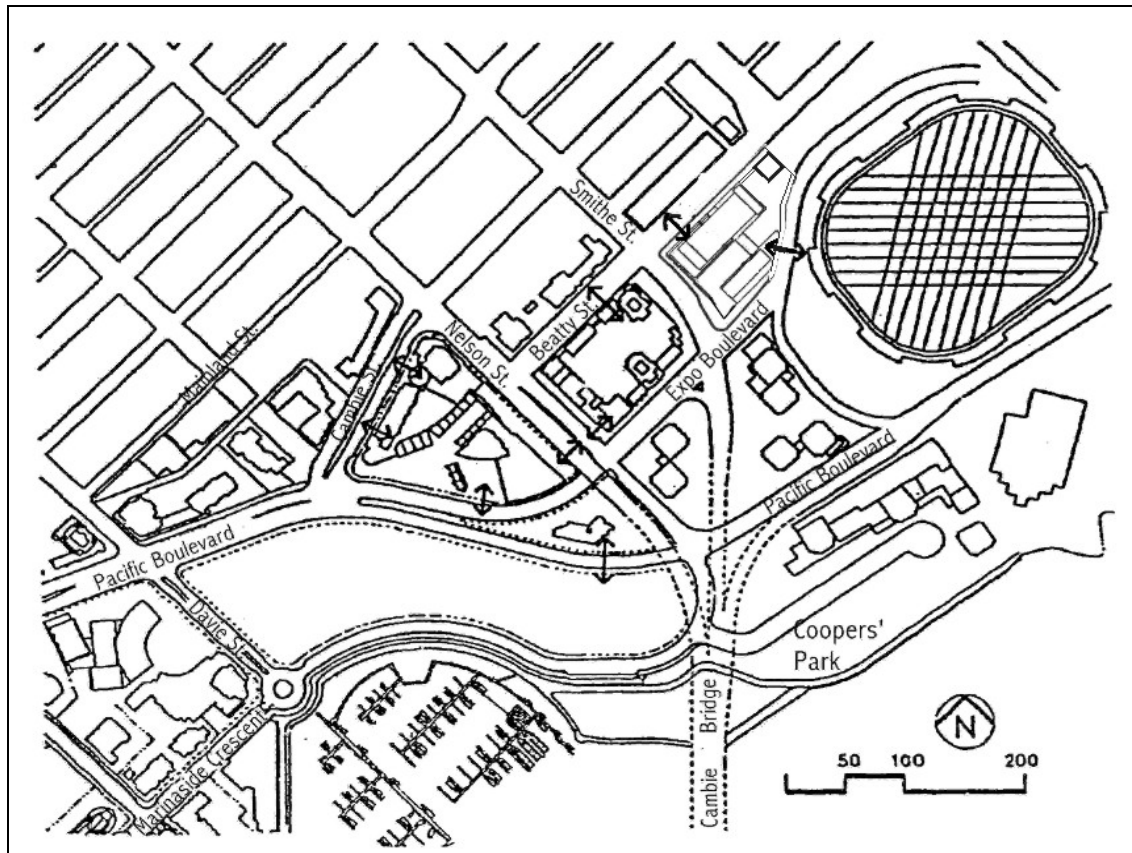 Smithe St.
Beatty St.
Nelson St.
Expo Boulevard
Mainland St.
Cambie St.
Pacific Boulevard
Pacific Boulevard
Davie St.
Coopers'
Park
Marinaside Crescent
Cambie Bridge
N
50 100 200